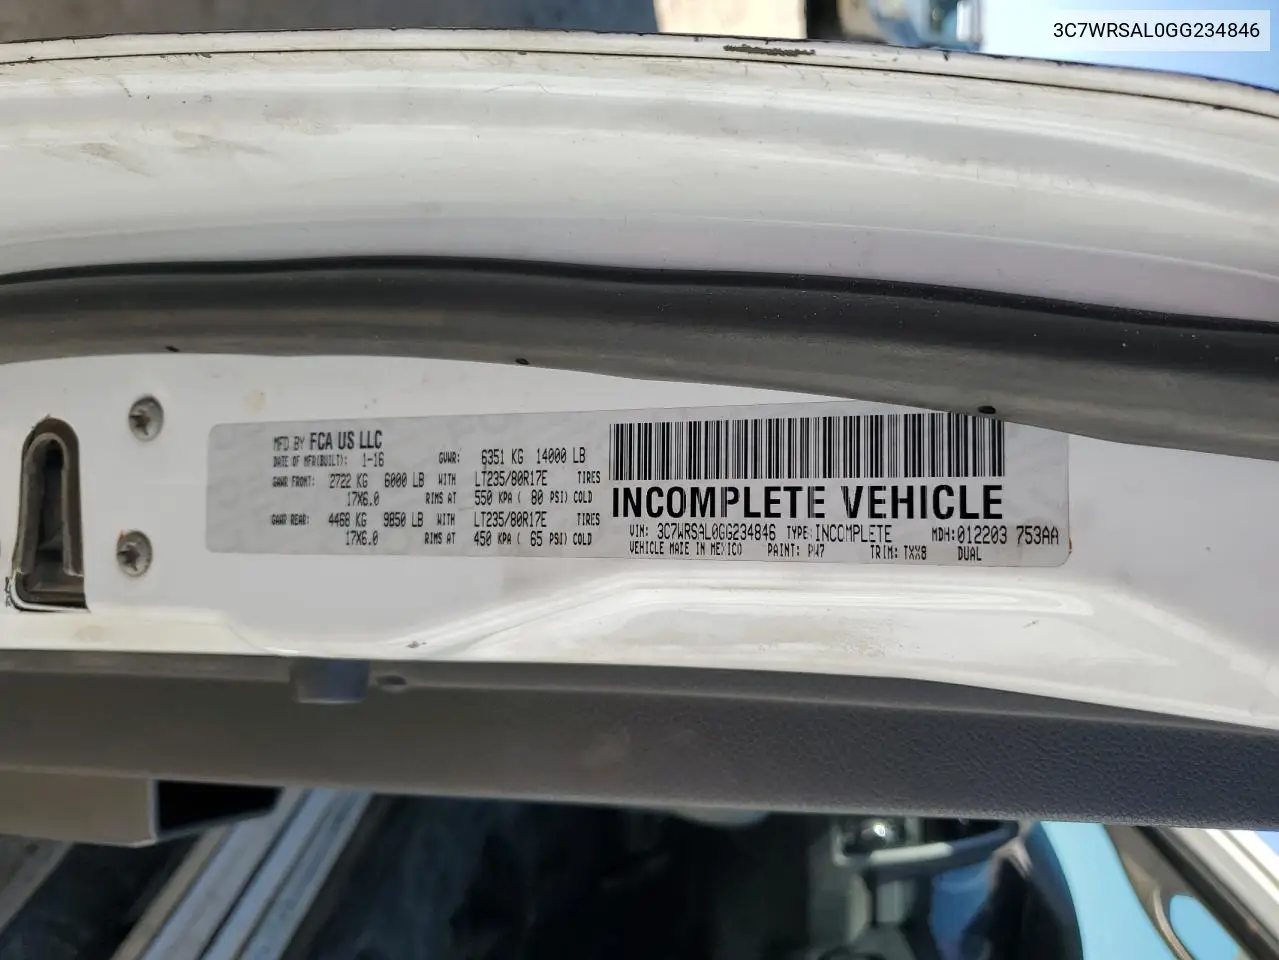 3C7WRSAL0GG234846
MFD BY FCA US LLC
DATE OF MFR(BUILT): 1-16 GVWR: 6351 KG 14000 LB
GAWR FRONT: 2722 KG 6000 LB WITH LT235/80R17E TIRES
17X6.0 RIMS AT 550 KPA ( 80 PSI) COLD
GAWR REAR: 4468 KG 9850 LB WITH LT235/80R17E TIRES
17X6.0 RIMS AT 450 KPA ( 65 PSI) COLD
INCOMPLETE VEHICLE
VIN: 3C7WRSAL0GG234846 TYPE: INCOMPLETE MDH: 012203 753AA
VEHICLE MADE IN MEXICO PAINT: PW7 TRIM: TXX8 DUAL